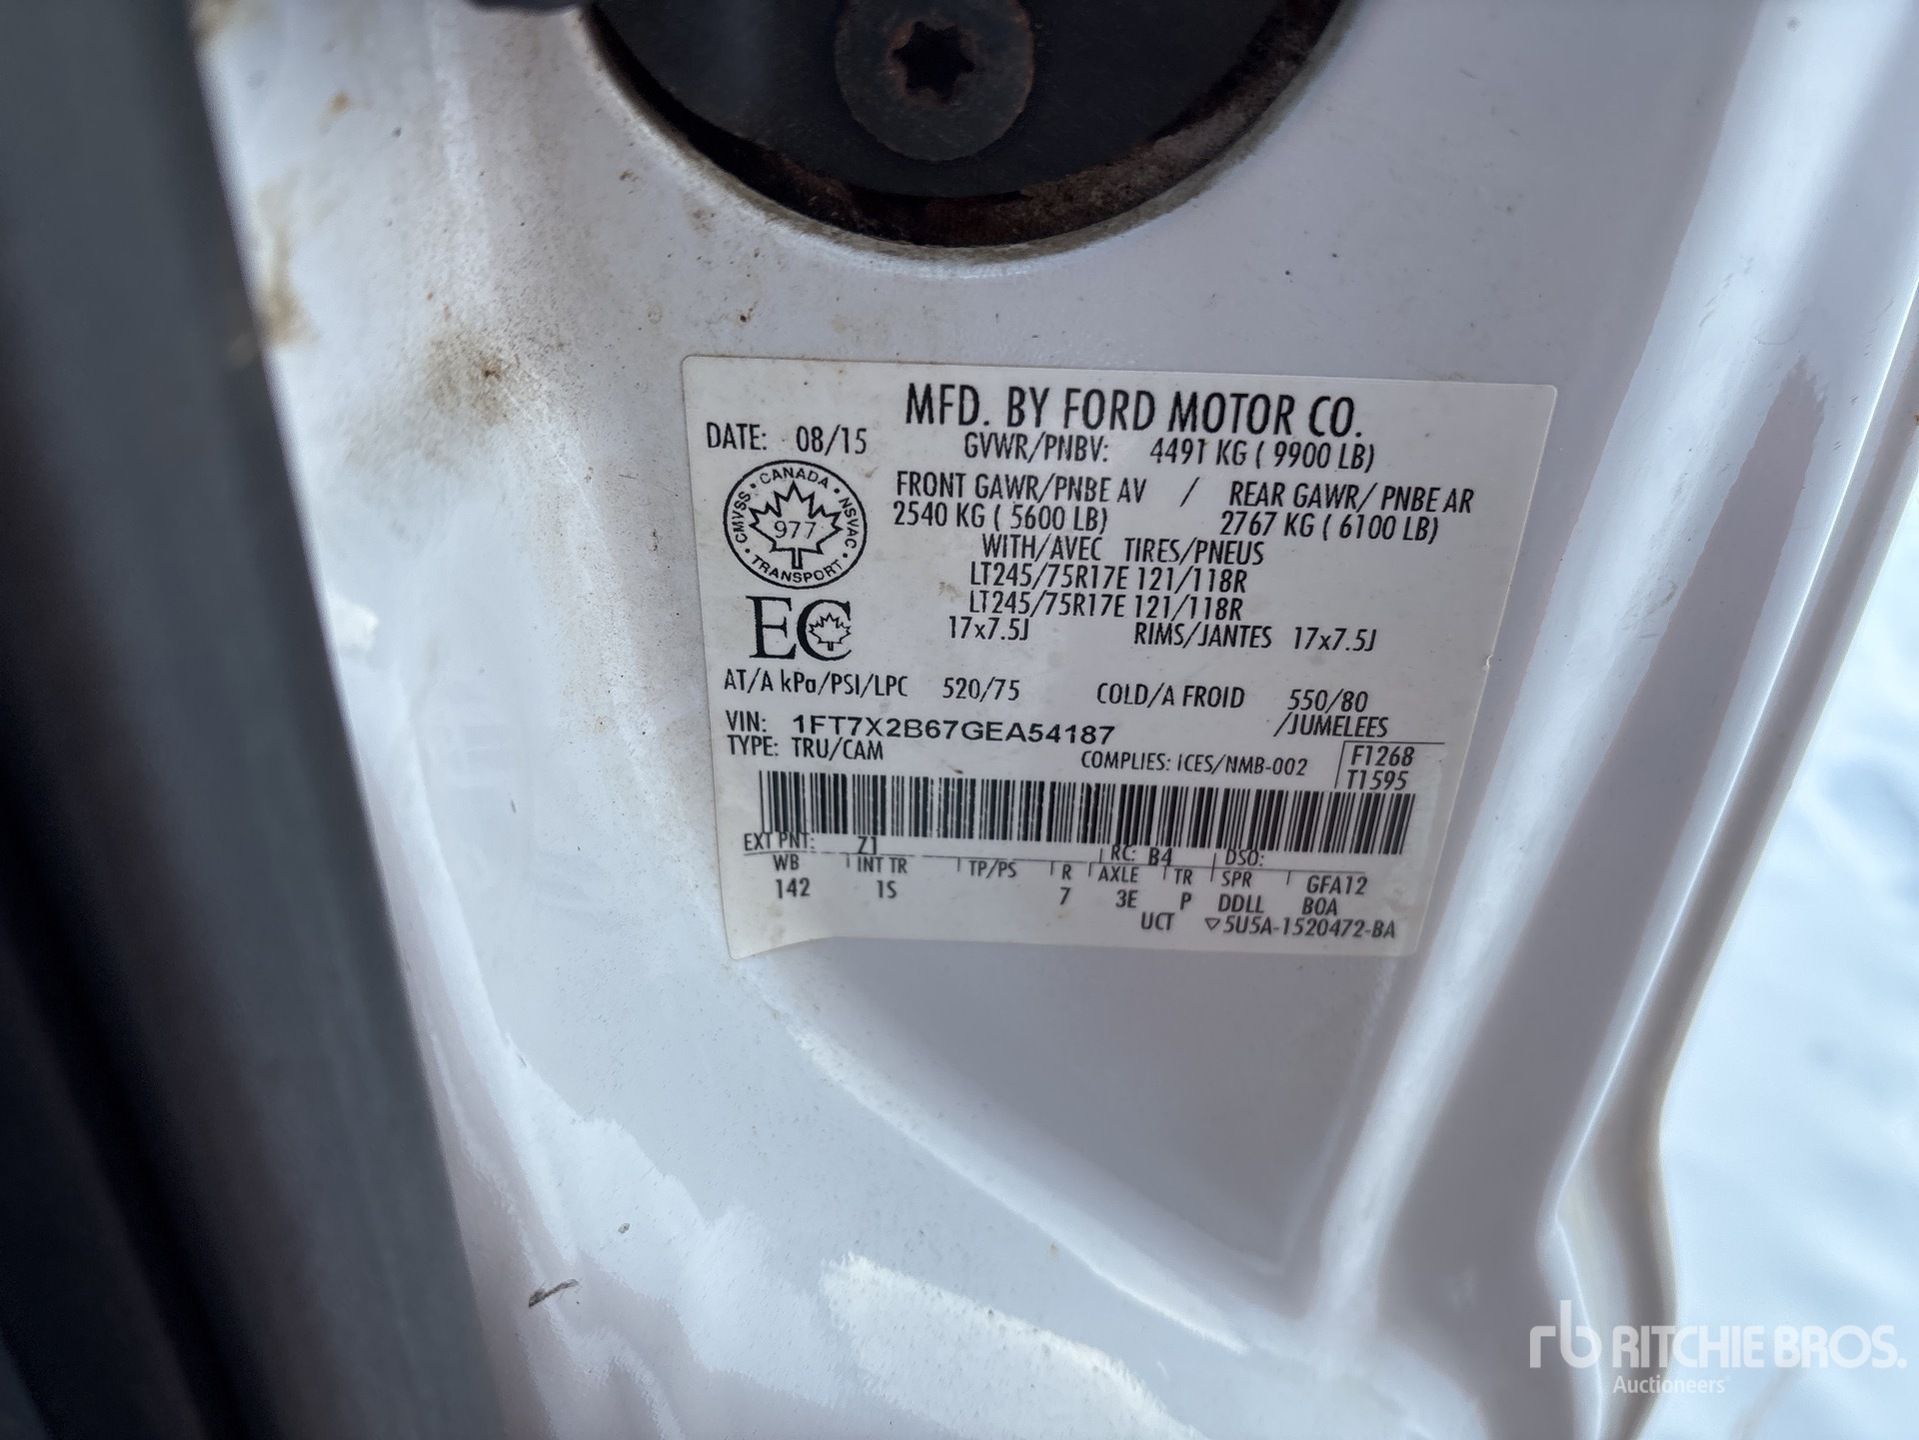 MFD. BY FORD MOTOR CO.
DATE: 08/15
GVWR/PNBV: 4491 KG ( 9900 LB)
FRONT GAWR/PNBE AV / REAR GAWR/ PNBE AR
2540 KG ( 5600 LB) 2767 KG ( 6100 LB)
WITH/AVEC TIRES/PNEUS
LT245/75R17E 121/118R
LT245/75R17E 121/118R
17x7.5J RIMS/JANTES 17x7.5J
CANADA · NSVAC · TRANSPORT · CMVSS
977
EC
AT/A kPa/PSI/LPC 520/75 COLD/A FROID 550/80
VIN: 1FT7X2B67GEA54187 /JUMELEES
TYPE: TRU/CAM COMPLIES: ICES/NMB-002
F1268
T1595
EXT PNT: Z1 RC: B4 DSO:
WB INT TR TP/PS R AXLE TR SPR GFA12
142 1S 7 3E P DDLL B0A
UCT ▽5U5A-1520472-BA
rb RITCHIE BROS.
Auctioneers